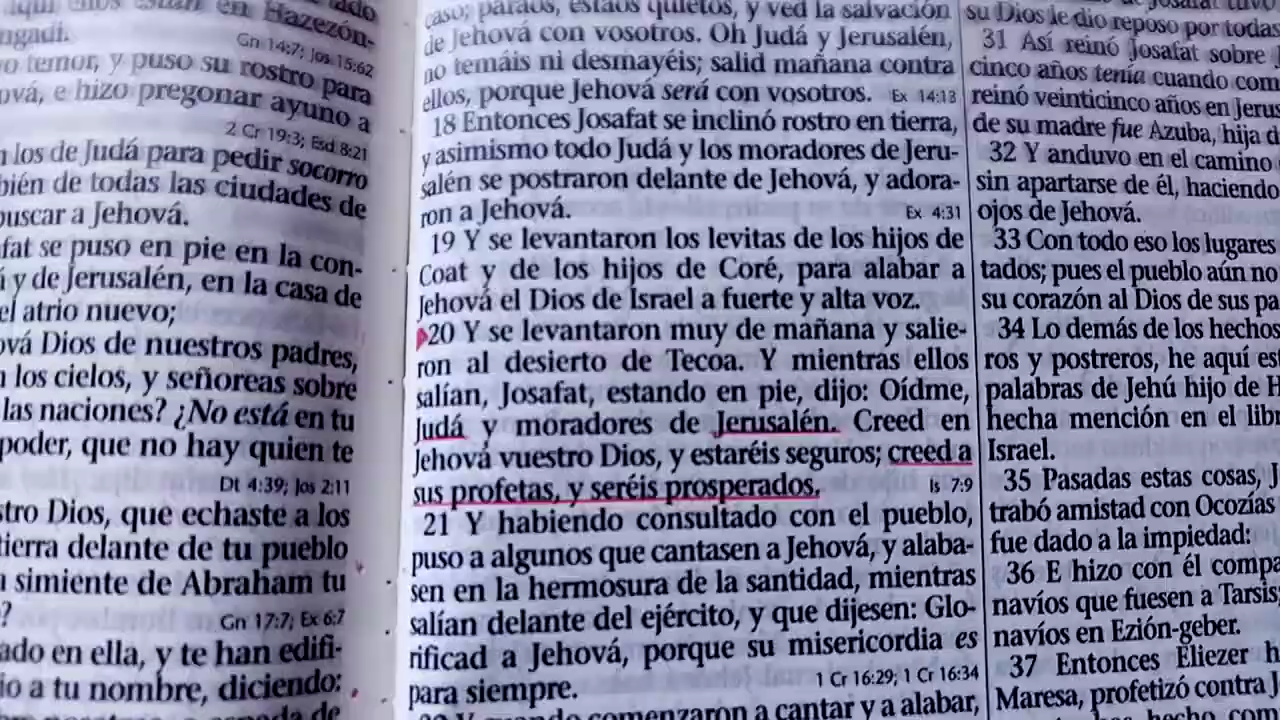 en Hazezón-
ngadi.
Gn 14:7; Jos 15:62
temor, y puso su rostro para
ová, e hizo pregonar ayuno a
2 Cr 19:3; Esd 8:21
los de Judá para pedir socorro
bién de todas las ciudades de
buscar a Jehová.
fat se puso en pie en la con-
y de Jerusalén, en la casa de
el atrio nuevo;
ová Dios de nuestros padres,
los cielos, y señoreas sobre
las naciones? ¿No está en tu
poder, que no hay quien te
Dt 4:39; Jos 2:11
stro Dios, que echaste a los
tierra delante de tu pueblo
simiente de Abraham tu
?
Gn 17:7; Ex 6:7
ado en ella, y te han edifi-
io a tu nombre, diciendo:
caso; paraos, estaos quietos, y ved la salvación
de Jehová con vosotros. Oh Judá y Jerusalén,
no temáis ni desmayéis; salid mañana contra
ellos, porque Jehová será con vosotros. Ex 14:13
18 Entonces Josafat se inclinó rostro en tierra,
y asimismo todo Judá y los moradores de Jeru-
salén se postraron delante de Jehová, y adora-
ron a Jehová. Ex 4:31
19 Y se levantaron los levitas de los hijos de
Coat y de los hijos de Coré, para alabar a
Jehová el Dios de Israel a fuerte y alta voz.
20 Y se levantaron muy de mañana y salie-
ron al desierto de Tecoa. Y mientras ellos
salían, Josafat, estando en pie, dijo: Oídme,
Judá y moradores de Jerusalén. Creed en
Jehová vuestro Dios, y estaréis seguros; creed a
sus profetas, y seréis prosperados. Is 7:9
21 Y habiendo consultado con el pueblo,
puso a algunos que cantasen a Jehová, y alaba-
sen en la hermosura de la santidad, mientras
salían delante del ejército, y que dijesen: Glo-
rificad a Jehová, porque su misericordia es
para siempre. 1 Cr 16:29; 1 Cr 16:34
comenzaron a cantar y a alabar,
su Dios le dio reposo por todas
31 Así reinó Josafat sobre
cinco años tenía cuando com
reinó veinticinco años en Jerus
de su madre fue Azuba, hija d
32 Y anduvo en el camino
sin apartarse de él, haciendo
ojos de Jehová.
33 Con todo eso los lugares
tados; pues el pueblo aún no
su corazón al Dios de sus pa
34 Lo demás de los hechos
ros y postreros, he aquí est
palabras de Jehú hijo de H
hecha mención en el libr
Israel.
35 Pasadas estas cosas, J
trabó amistad con Ocozías
fue dado a la impiedad:
36 E hizo con él compa
navíos que fuesen a Tarsis;
navíos en Ezión-geber.
37 Entonces Eliezer h
Maresa, profetizó contra J